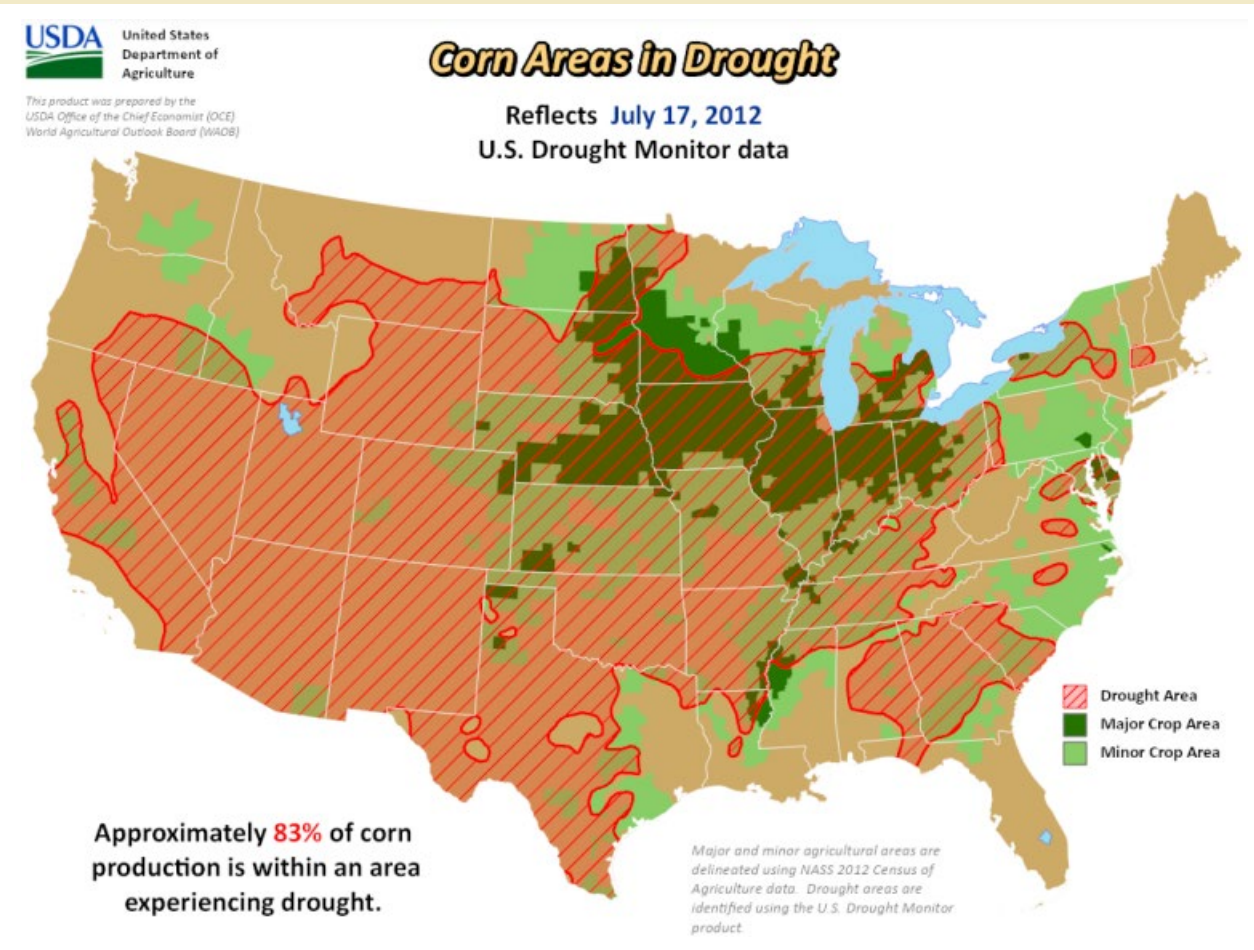 USDA
United States
Department of
Agriculture
This product was prepared by the
USDA Office of the Chief Economist (OCE)
World Agricultural Outlook Board (WAOB)
Corn Areas in Drought
Reflects July 17, 2012
U.S. Drought Monitor data
Drought Area
Major Crop Area
Minor Crop Area
Approximately 83% of corn
production is within an area
experiencing drought.
Major and minor agricultural areas are
delineated using NASS 2012 Census of
Agriculture data. Drought areas are
identified using the U.S. Drought Monitor
product.